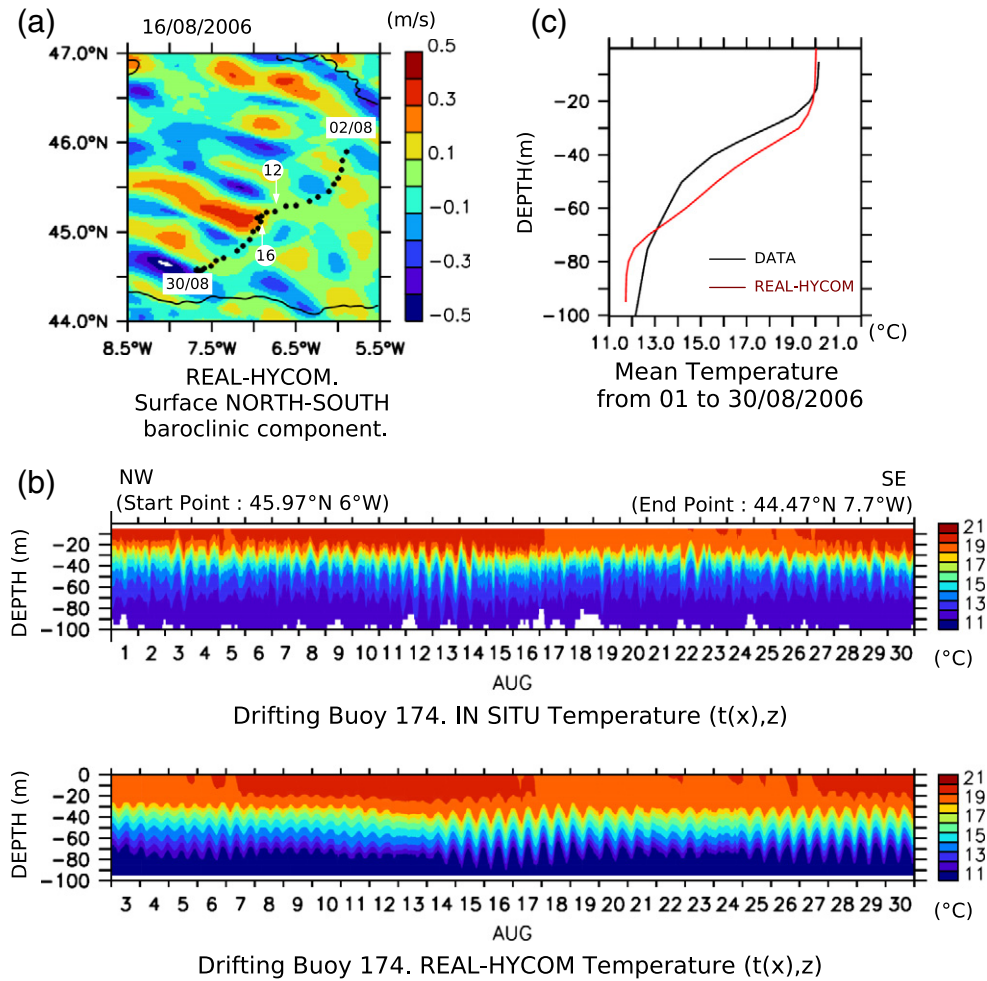 (a)
16/08/2006
(m/s)
47.0°N
46.0°N
45.0°N
44.0°N
8.5°W 7.5°W 6.5°W 5.5°W
02/08
12
16
30/08
0.5
0.3
0.1
−0.1
−0.3
−0.5
REAL-HYCOM.
Surface NORTH-SOUTH
baroclinic component.
(c)
DEPTH(m)
−20
−40
−60
−80
−100
11.0 13.0 15.0 17.0 19.0 21.0
(°C)
DATA
REAL-HYCOM
Mean Temperature
from 01 to 30/08/2006
(b)
NW
(Start Point : 45.97°N 6°W)
SE
(End Point : 44.47°N 7.7°W)
DEPTH (m)
−20
−40
−60
−80
−100
1 2 3 4 5 6 7 8 9 10 11 12 13 14 15 16 17 18 19 20 21 22 23 24 25 26 27 28 29 30
AUG
21
19
17
15
13
11
(°C)
Drifting Buoy 174. IN SITU Temperature (t(x),z)
DEPTH (m)
0
−20
−40
−60
−80
−100
3 4 5 6 7 8 9 10 11 12 13 14 15 16 17 18 19 20 21 22 23 24 25 26 27 28 29 30
AUG
21
19
17
15
13
11
(°C)
Drifting Buoy 174. REAL-HYCOM Temperature (t(x),z)